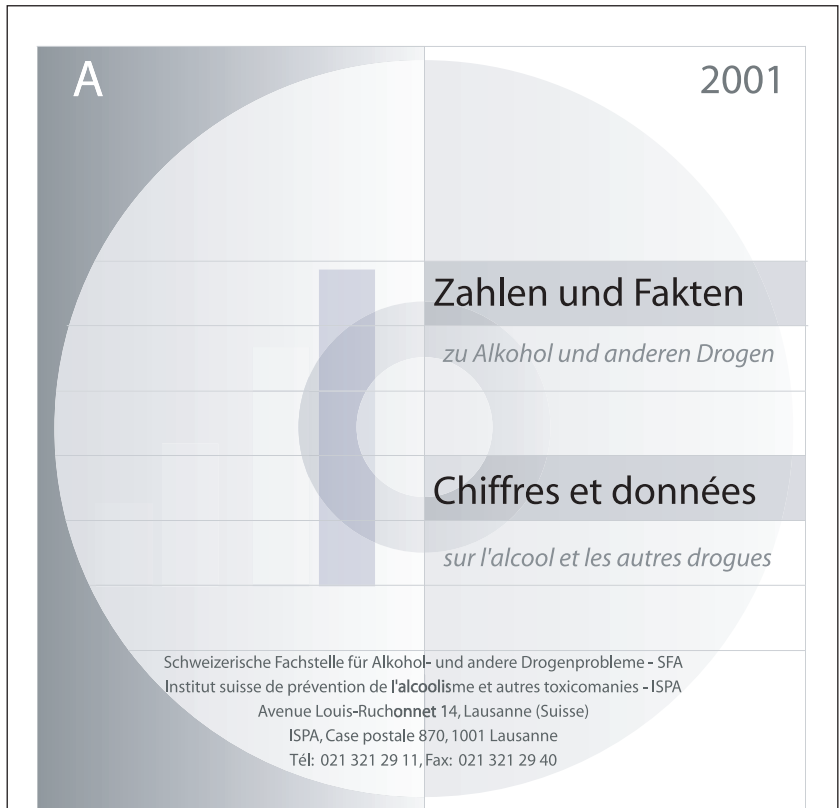 A
2001
Zahlen und Fakten
zu Alkohol und anderen Drogen
Chiffres et données
sur l'alcool et les autres drogues
Schweizerische Fachstelle für Alkohol- und andere Drogenprobleme - SFA
Institut suisse de prévention de l'alcoolisme et autres toxicomanies - ISPA
Avenue Louis-Ruchonnet 14, Lausanne (Suisse)
ISPA, Case postale 870, 1001 Lausanne
Tél: 021 321 29 11, Fax: 021 321 29 40